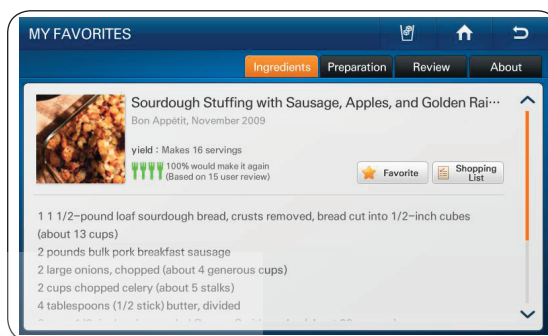 MY FAVORITES
Ingredients Preparation Review About
Sourdough Stuffing with Sausage, Apples, and Golden Rai···
Bon Appétit, November 2009
yield : Makes 16 servings
100% would make it again
(Based on 15 user review)
Favorite
Shopping
List
1 1 1/2-pound loaf sourdough bread, crusts removed, bread cut into 1/2-inch cubes
(about 13 cups)
2 pounds bulk pork breakfast sausage
2 large onions, chopped (about 4 generous cups)
2 cups chopped celery (about 5 stalks)
4 tablespoons (1/2 stick) butter, divided